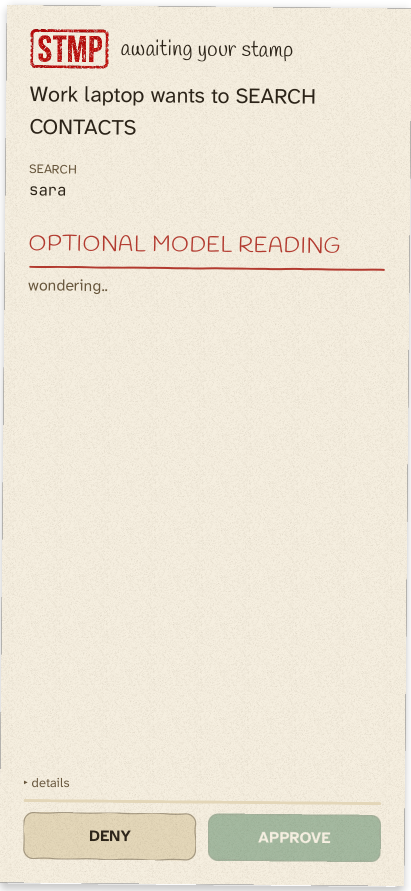 STMP awaiting your stamp
Work laptop wants to SEARCH
CONTACTS
SEARCH
sara
OPTIONAL MODEL READING
wondering..
▸ details
DENY APPROVE